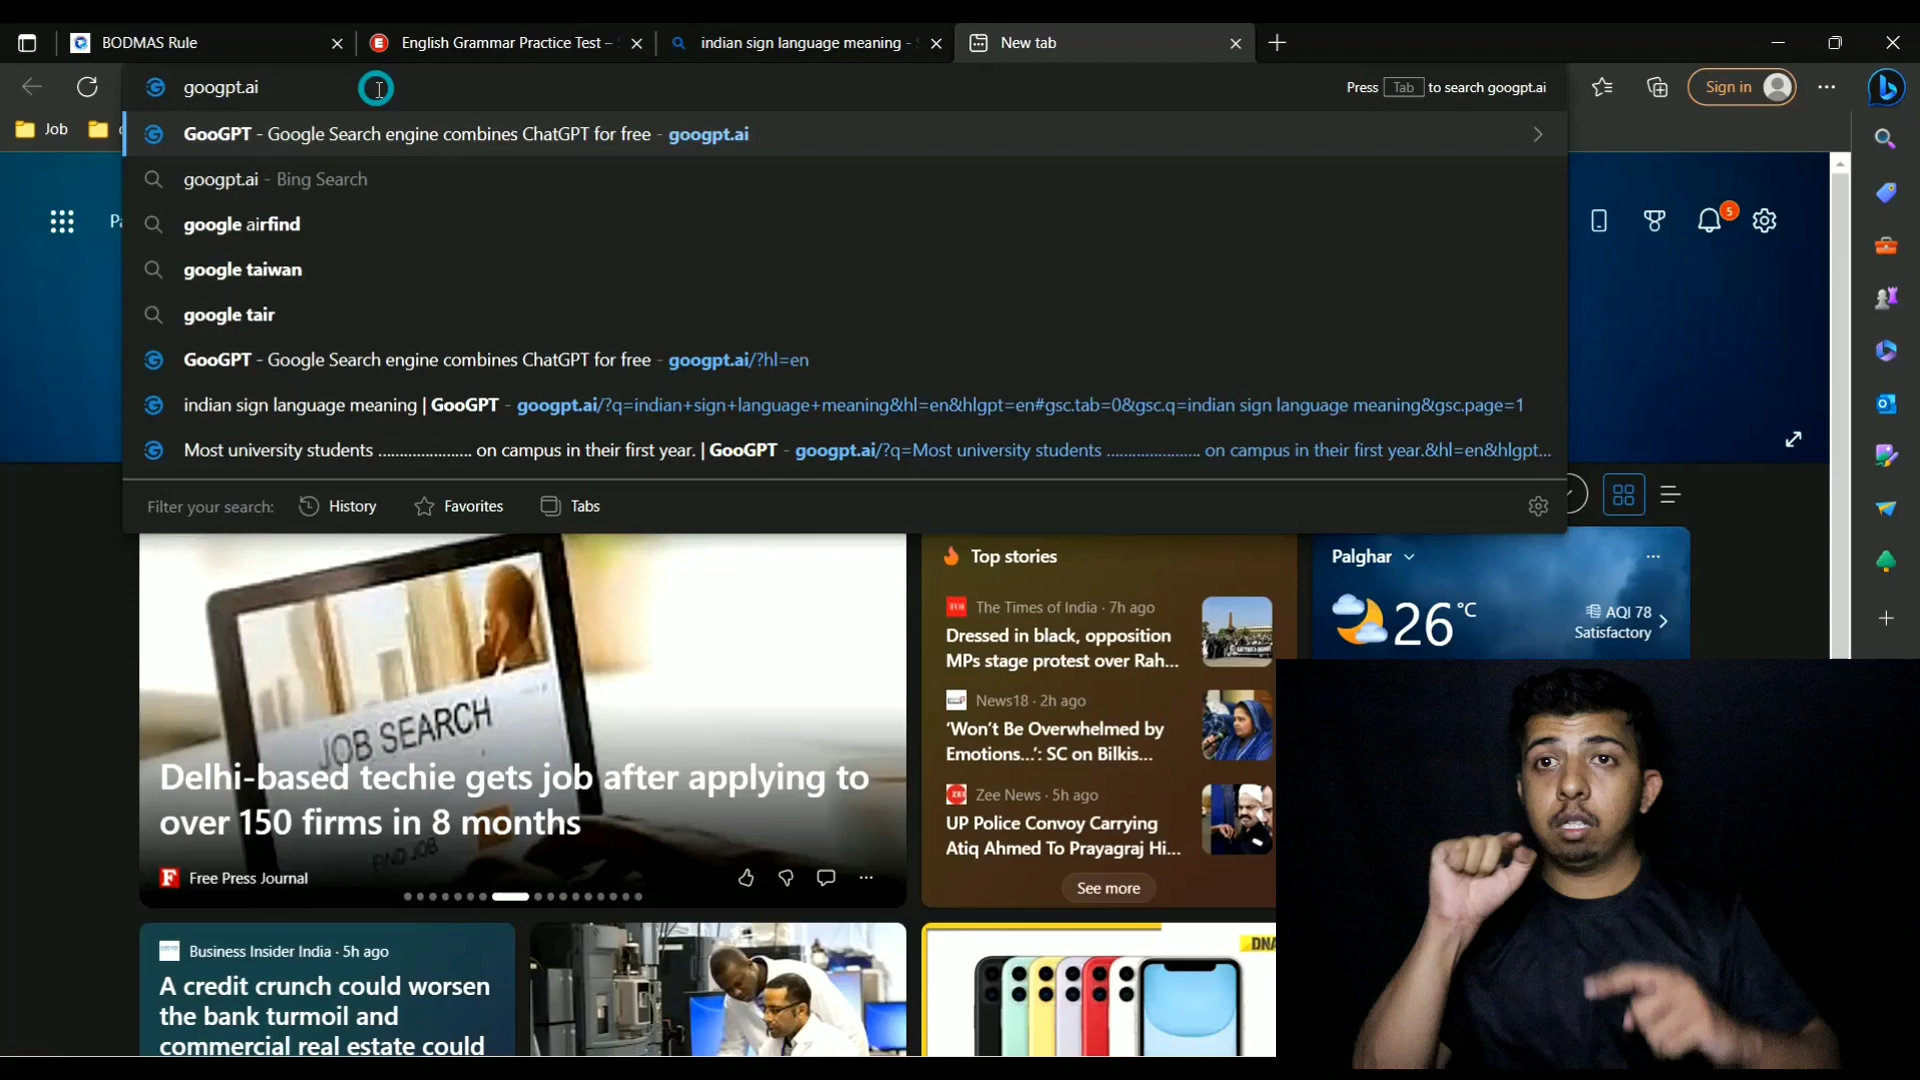 BODMAS Rule
English Grammar Practice Test –
indian sign language meaning -
New tab
googpt.ai
Press Tab to search googpt.ai
Sign in
Job
GooGPT - Google Search engine combines ChatGPT for free - googpt.ai
googpt.ai - Bing Search
google airfind
google taiwan
google tair
GooGPT - Google Search engine combines ChatGPT for free - googpt.ai/?hl=en
indian sign language meaning | GooGPT - googpt.ai/?q=indian+sign+language+meaning&hl=en&hlgpt=en#gsc.tab=0&gsc.q=indian sign language meaning&gsc.page=1
Most university students ...................... on campus in their first year. | GooGPT - googpt.ai/?q=Most university students ...................... on campus in their first year.&hl=en&hlgpt...
Filter your search:
History
Favorites
Tabs
5
JOB SEARCH
FIND JOB
Delhi-based techie gets job after applying to
over 150 firms in 8 months
Free Press Journal
Top stories
The Times of India · 7h ago
Dressed in black, opposition
MPs stage protest over Rah...
News18 · 2h ago
‘Won’t Be Overwhelmed by
Emotions...’: SC on Bilkis...
Zee News · 5h ago
UP Police Convoy Carrying
Atiq Ahmed To Prayagraj Hi...
See more
Palghar
26 °C
AQI 78
Satisfactory
Business Insider India · 5h ago
A credit crunch could worsen
the bank turmoil and
commercial real estate could
DNA